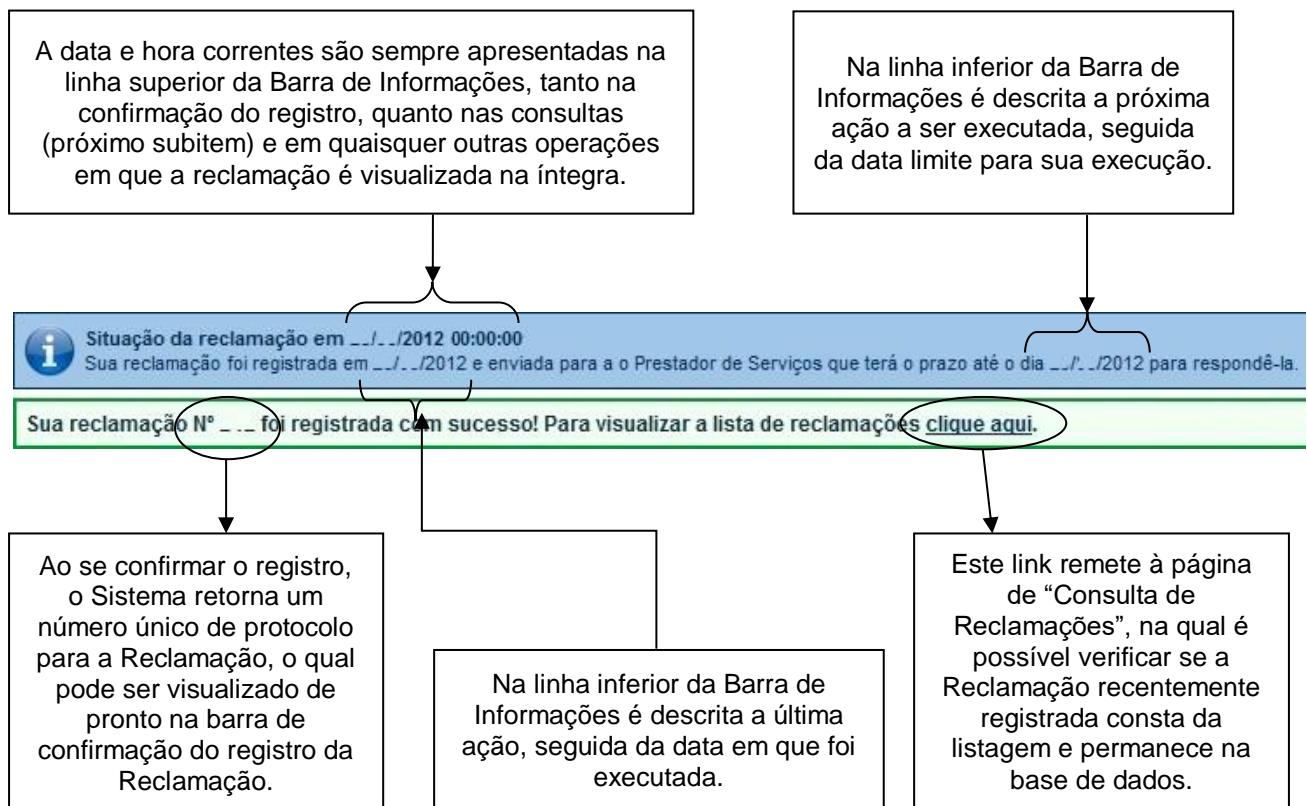 A data e hora correntes são sempre apresentadas na
linha superior da Barra de Informações, tanto na
confirmação do registro, quanto nas consultas
(próximo subitem) e em quaisquer outras operações
em que a reclamação é visualizada na íntegra.
Na linha inferior da Barra de
Informações é descrita a próxima
ação a ser executada, seguida
da data limite para sua execução.
Situação da reclamação em _ _/_ _/2012 00:00:00
Sua reclamação foi registrada em _ _/_ _/2012 e enviada para a o Prestador de Serviços que terá o prazo até o dia _ _/_ _/2012 para respondê-la.
Sua reclamação Nº _ _ _ foi registrada com sucesso! Para visualizar a lista de reclamações clique aqui.
Ao se confirmar o registro,
o Sistema retorna um
número único de protocolo
para a Reclamação, o qual
pode ser visualizado de
pronto na barra de
confirmação do registro da
Reclamação.
Na linha inferior da Barra de
Informações é descrita a última
ação, seguida da data em que foi
executada.
Este link remete à página
de “Consulta de
Reclamações”, na qual é
possível verificar se a
Reclamação recentemente
registrada consta da
listagem e permanece na
base de dados.